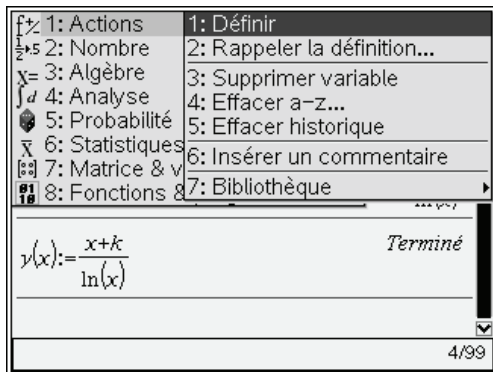 1: Actions
2: Nombre
3: Algèbre
4: Analyse
5: Probabilité
6: Statistiques
7: Matrice & v
8: Fonctions &
1: Définir
2: Rappeler la définition...
3: Supprimer variable
4: Effacer a–z...
5: Effacer historique
6: Insérer un commentaire
7: Bibliothèque
y(x):=x+k/ln(x)
Terminé
4/99